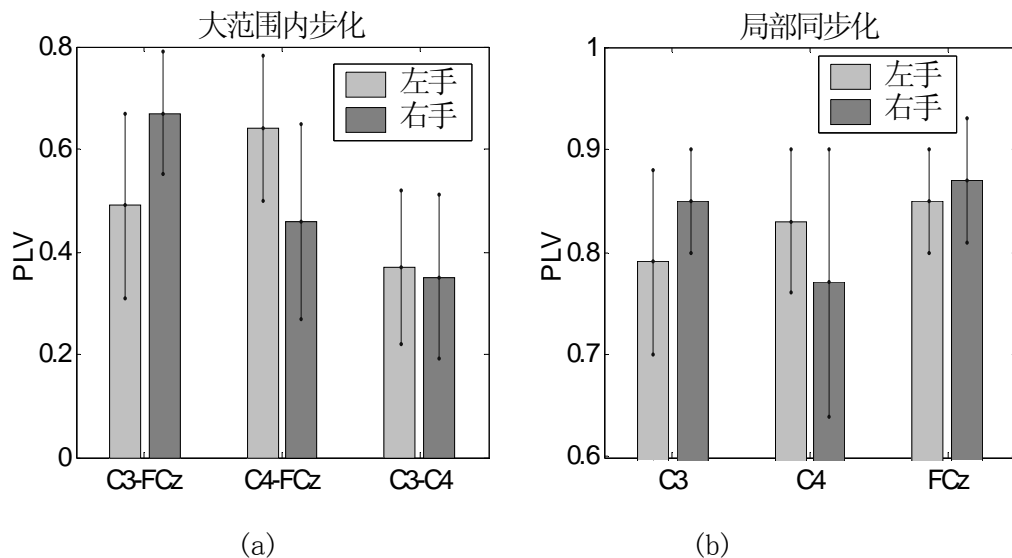 大范围内步化
0.8
0.6
0.4
0.2
0
PLV
左手
右手
C3-FCz
C4-FCz
C3-C4
(a)
局部同步化
1
0.9
0.8
0.7
0.6
PLV
左手
右手
C3
C4
FCz
(b)